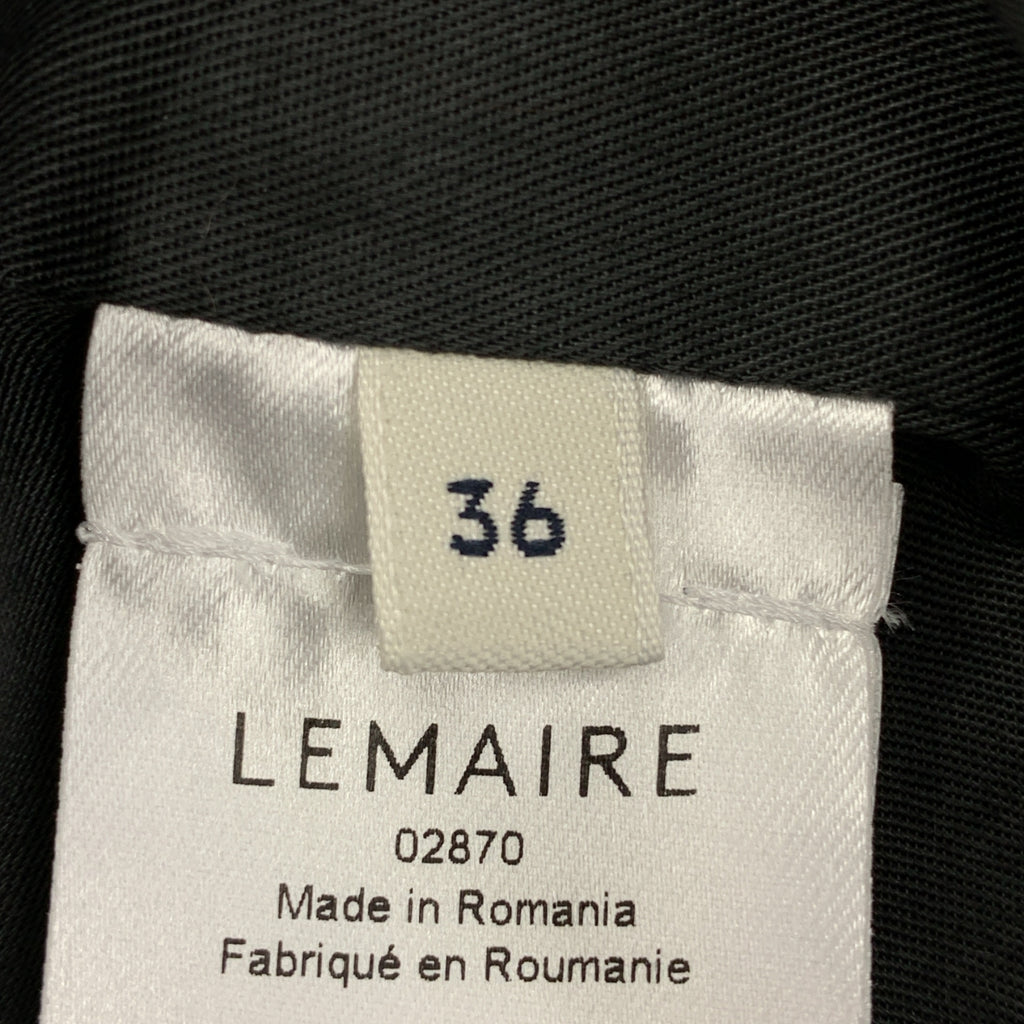 36
LEMAIRE
02870
Made in Romania
Fabriqué en Roumanie